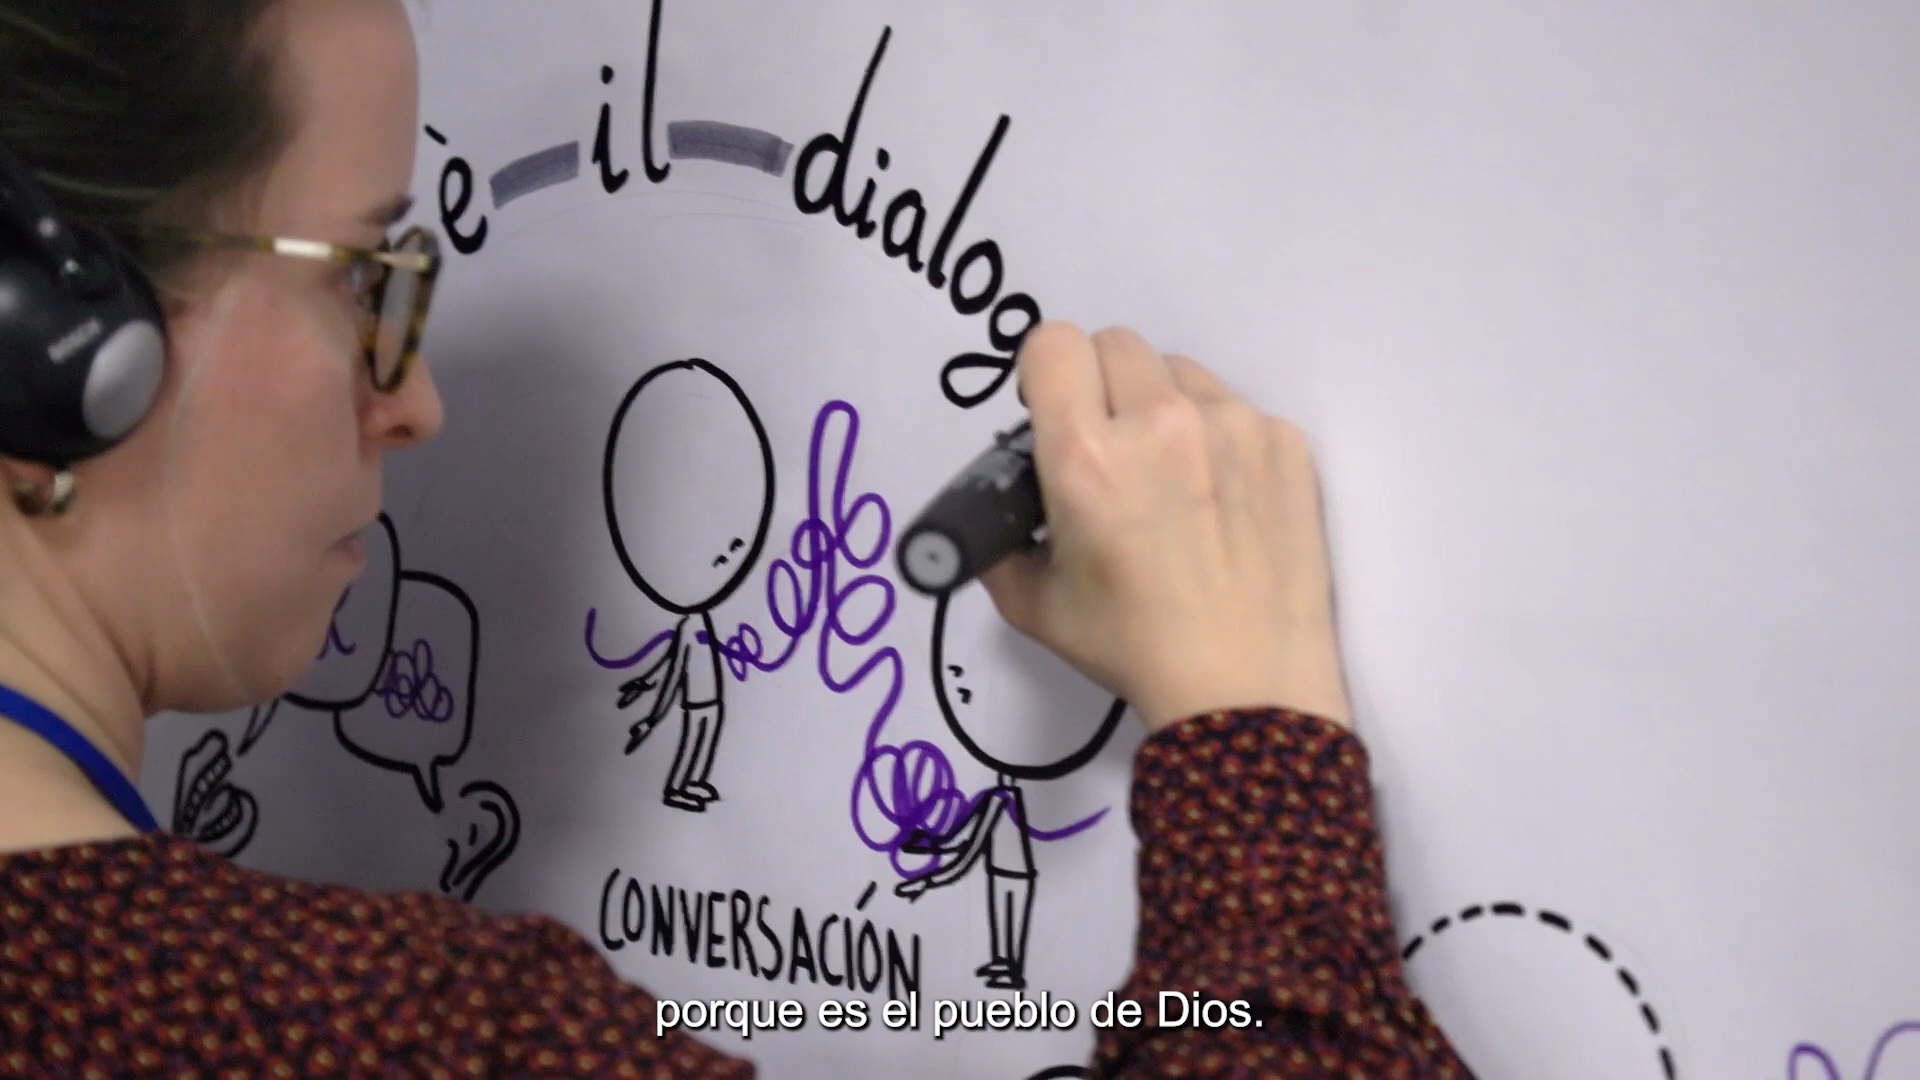 è il dialog
CONVERSACIÓN
porque es el pueblo de Dios.